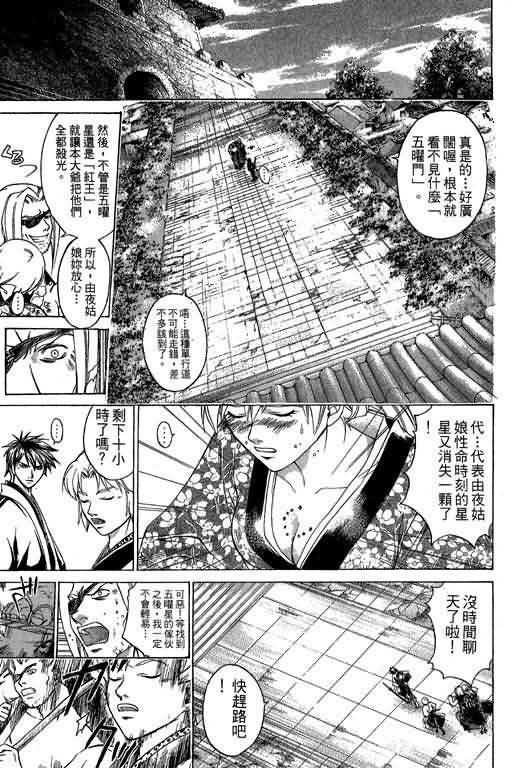 真是的…好廣
闊喔，根本就
看不見什麼「
五曜門」。
唔…這種單行道
不可能走錯，差
不多該到了。
然後，不管是五曜
星還是「紅王」，
就讓本大爺把他們
全都殺光。
所以，由夜姑
娘妳放心…
…
代…代表由夜姑
娘性命時刻的星
星又消失一顆了
！
剩下十小
時了嗎？
…
沒時間聊
天了啦！
快趕路吧
！
可惡！等找到
五曜星的傢伙
之後，我一定
不會輕易…